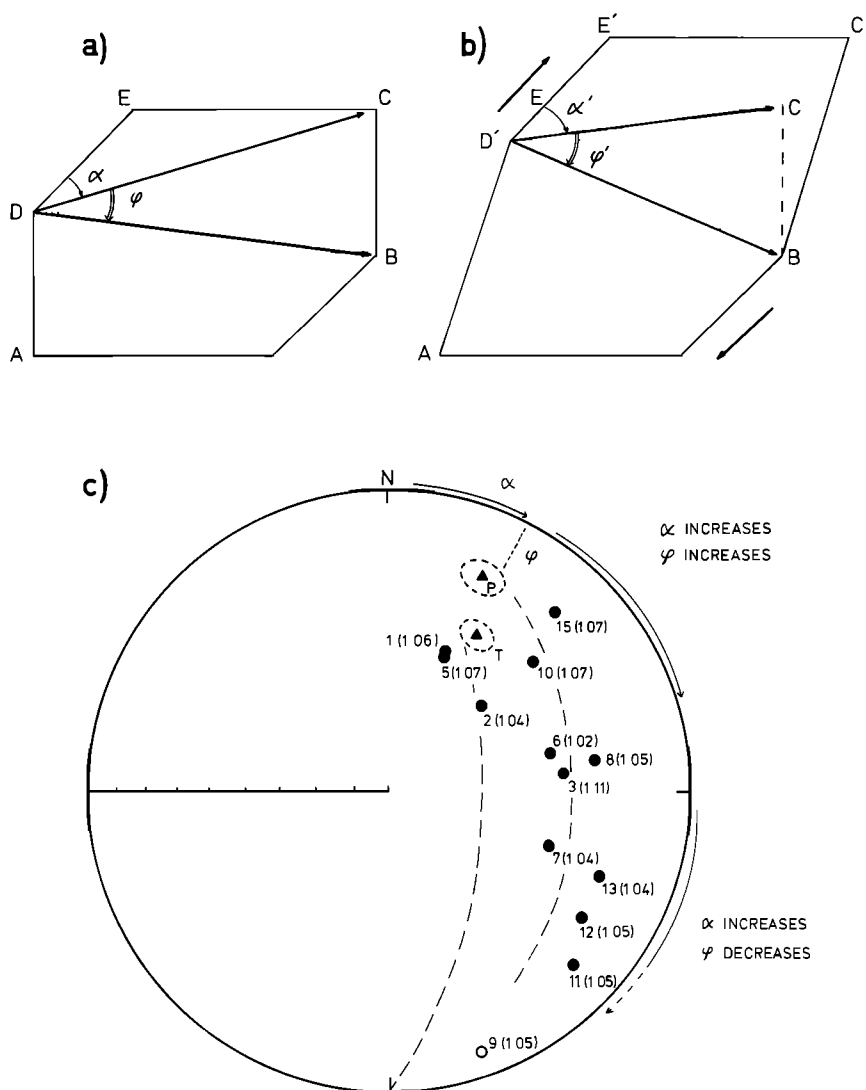 a)
E
C
α
φ
D
B
A
b)
E′
C
E
α′
C
D′
φ′
B
A
c)
N
α
α INCREASES
φ INCREASES
φ
P
15 (1 07)
1 (1 06)
T
5 (1 07)
10 (1 07)
2 (1 04)
6 (1 02)
8 (1 05)
3 (1 11)
7 (1 04)
13 (1 04)
α INCREASES
12 (1 05)
φ DECREASES
11 (1 05)
9 (1 05)